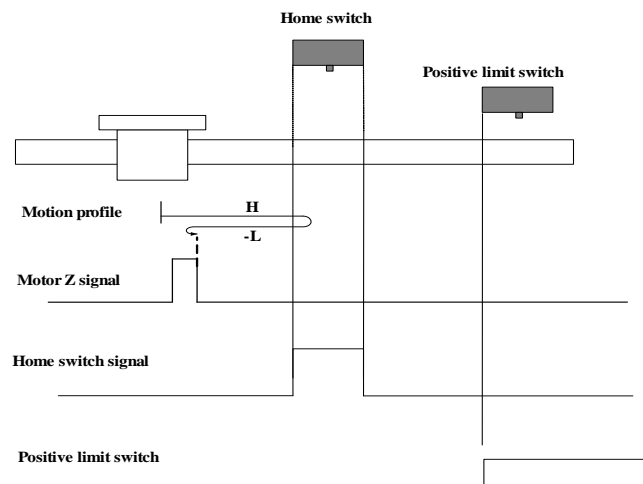 Home switch
Positive limit switch
Motion profile
H
-L
Motor Z signal
Home switch signal
Positive limit switch